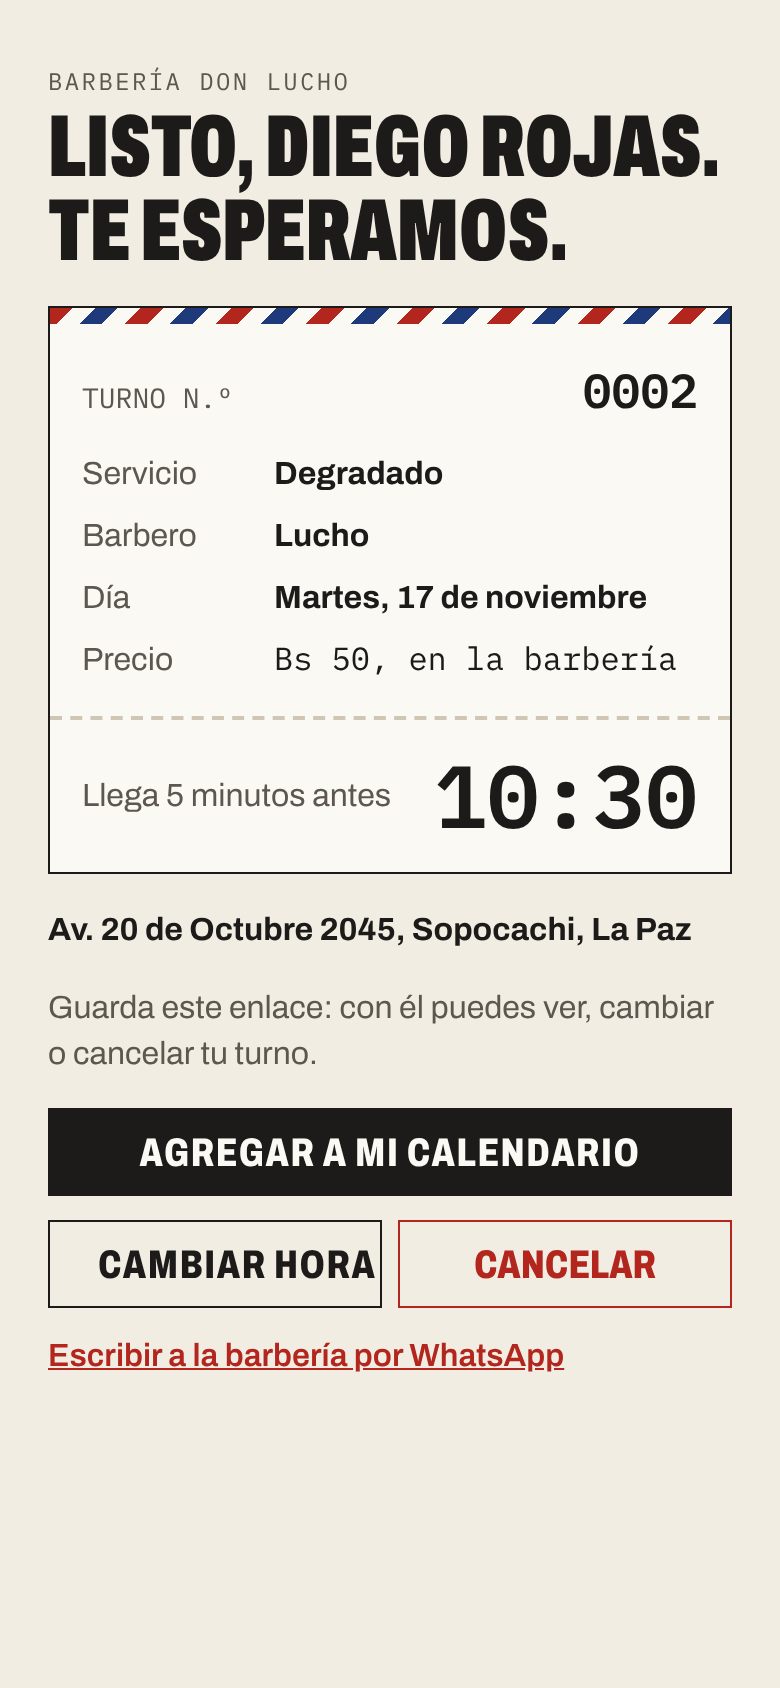 BARBERÍA DON LUCHO
LISTO, DIEGO ROJAS.
TE ESPERAMOS.
TURNO N.º 0002
Servicio Degradado
Barbero Lucho
Día Martes, 17 de noviembre
Precio Bs 50, en la barbería
Llega 5 minutos antes 10:30
Av. 20 de Octubre 2045, Sopocachi, La Paz
Guarda este enlace: con él puedes ver, cambiar
o cancelar tu turno.
AGREGAR A MI CALENDARIO
CAMBIAR HORA CANCELAR
Escribir a la barbería por WhatsApp